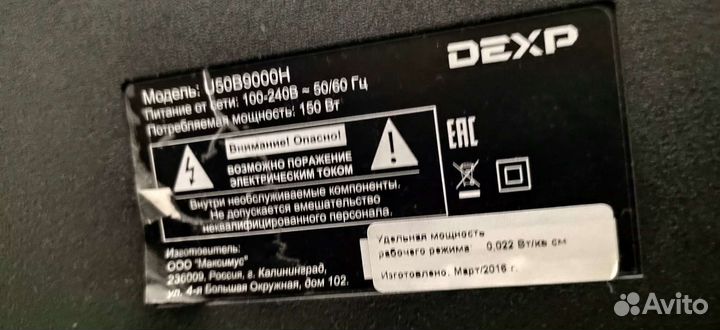 DEXP
Модель: U50B9000H
Питание от сети: 100-240В ~ 50/60 Гц
Потребляемая мощность: 150 Вт
Внимание! Опасно!
ВОЗМОЖНО ПОРАЖЕНИЕ
ЭЛЕКТРИЧЕСКИМ ТОКОМ
Внутри необслуживаемые компоненты.
Не допускается вмешательство
неквалифицированного персонала.
EAC
Изготовитель:
ООО "Максимус"
236009, Россия, г. Калининград,
ул. 4-я Большая Окружная, дом 102.
Удельная мощность
рабочего режима: 0,022 Вт/кв см
Изготовлено: Март/2016 г.
Avito